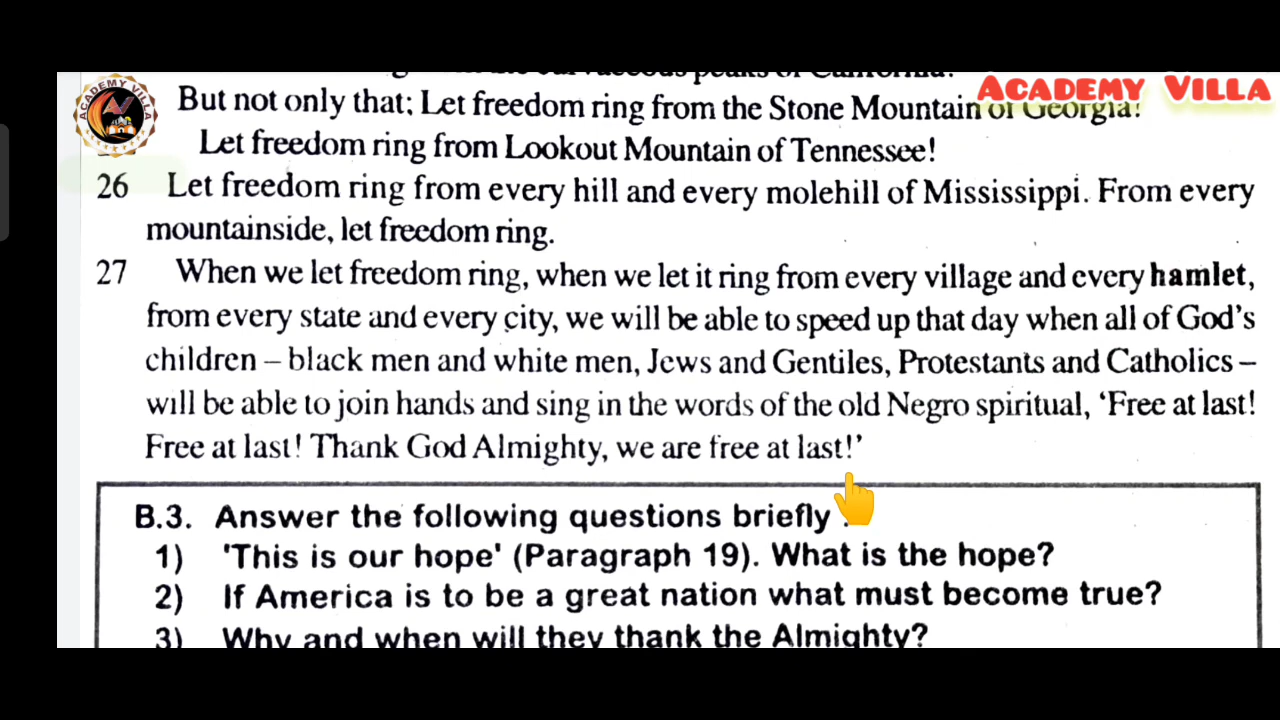 peaks of California!
ACADEMY VILLA
ACADEMY VILLA
But not only that; Let freedom ring from the Stone Mountain of Georgia!
Let freedom ring from Lookout Mountain of Tennessee!
26 Let freedom ring from every hill and every molehill of Mississippi. From every
mountainside, let freedom ring.
27 When we let freedom ring, when we let it ring from every village and every hamlet,
from every state and every city, we will be able to speed up that day when all of God's
children – black men and white men, Jews and Gentiles, Protestants and Catholics –
will be able to join hands and sing in the words of the old Negro spiritual, ‘Free at last!
Free at last! Thank God Almighty, we are free at last!’
B.3. Answer the following questions briefly :
1) 'This is our hope' (Paragraph 19). What is the hope?
2) If America is to be a great nation what must become true?
3) Why and when will they thank the Almighty?